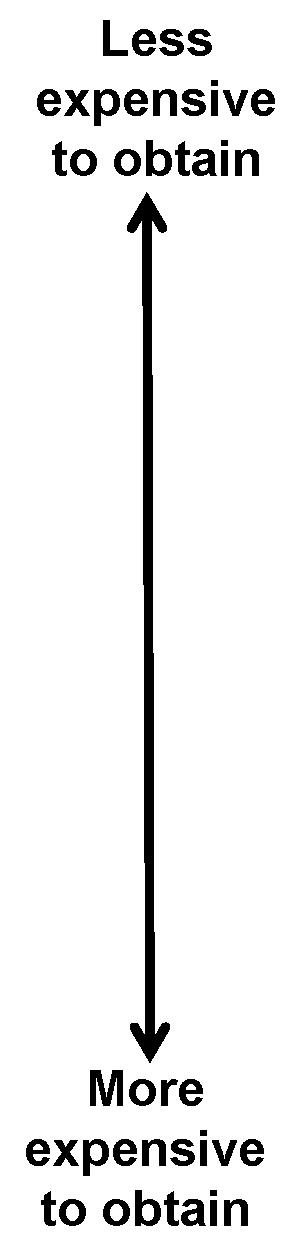 Less
expensive
to obtain
More
expensive
to obtain